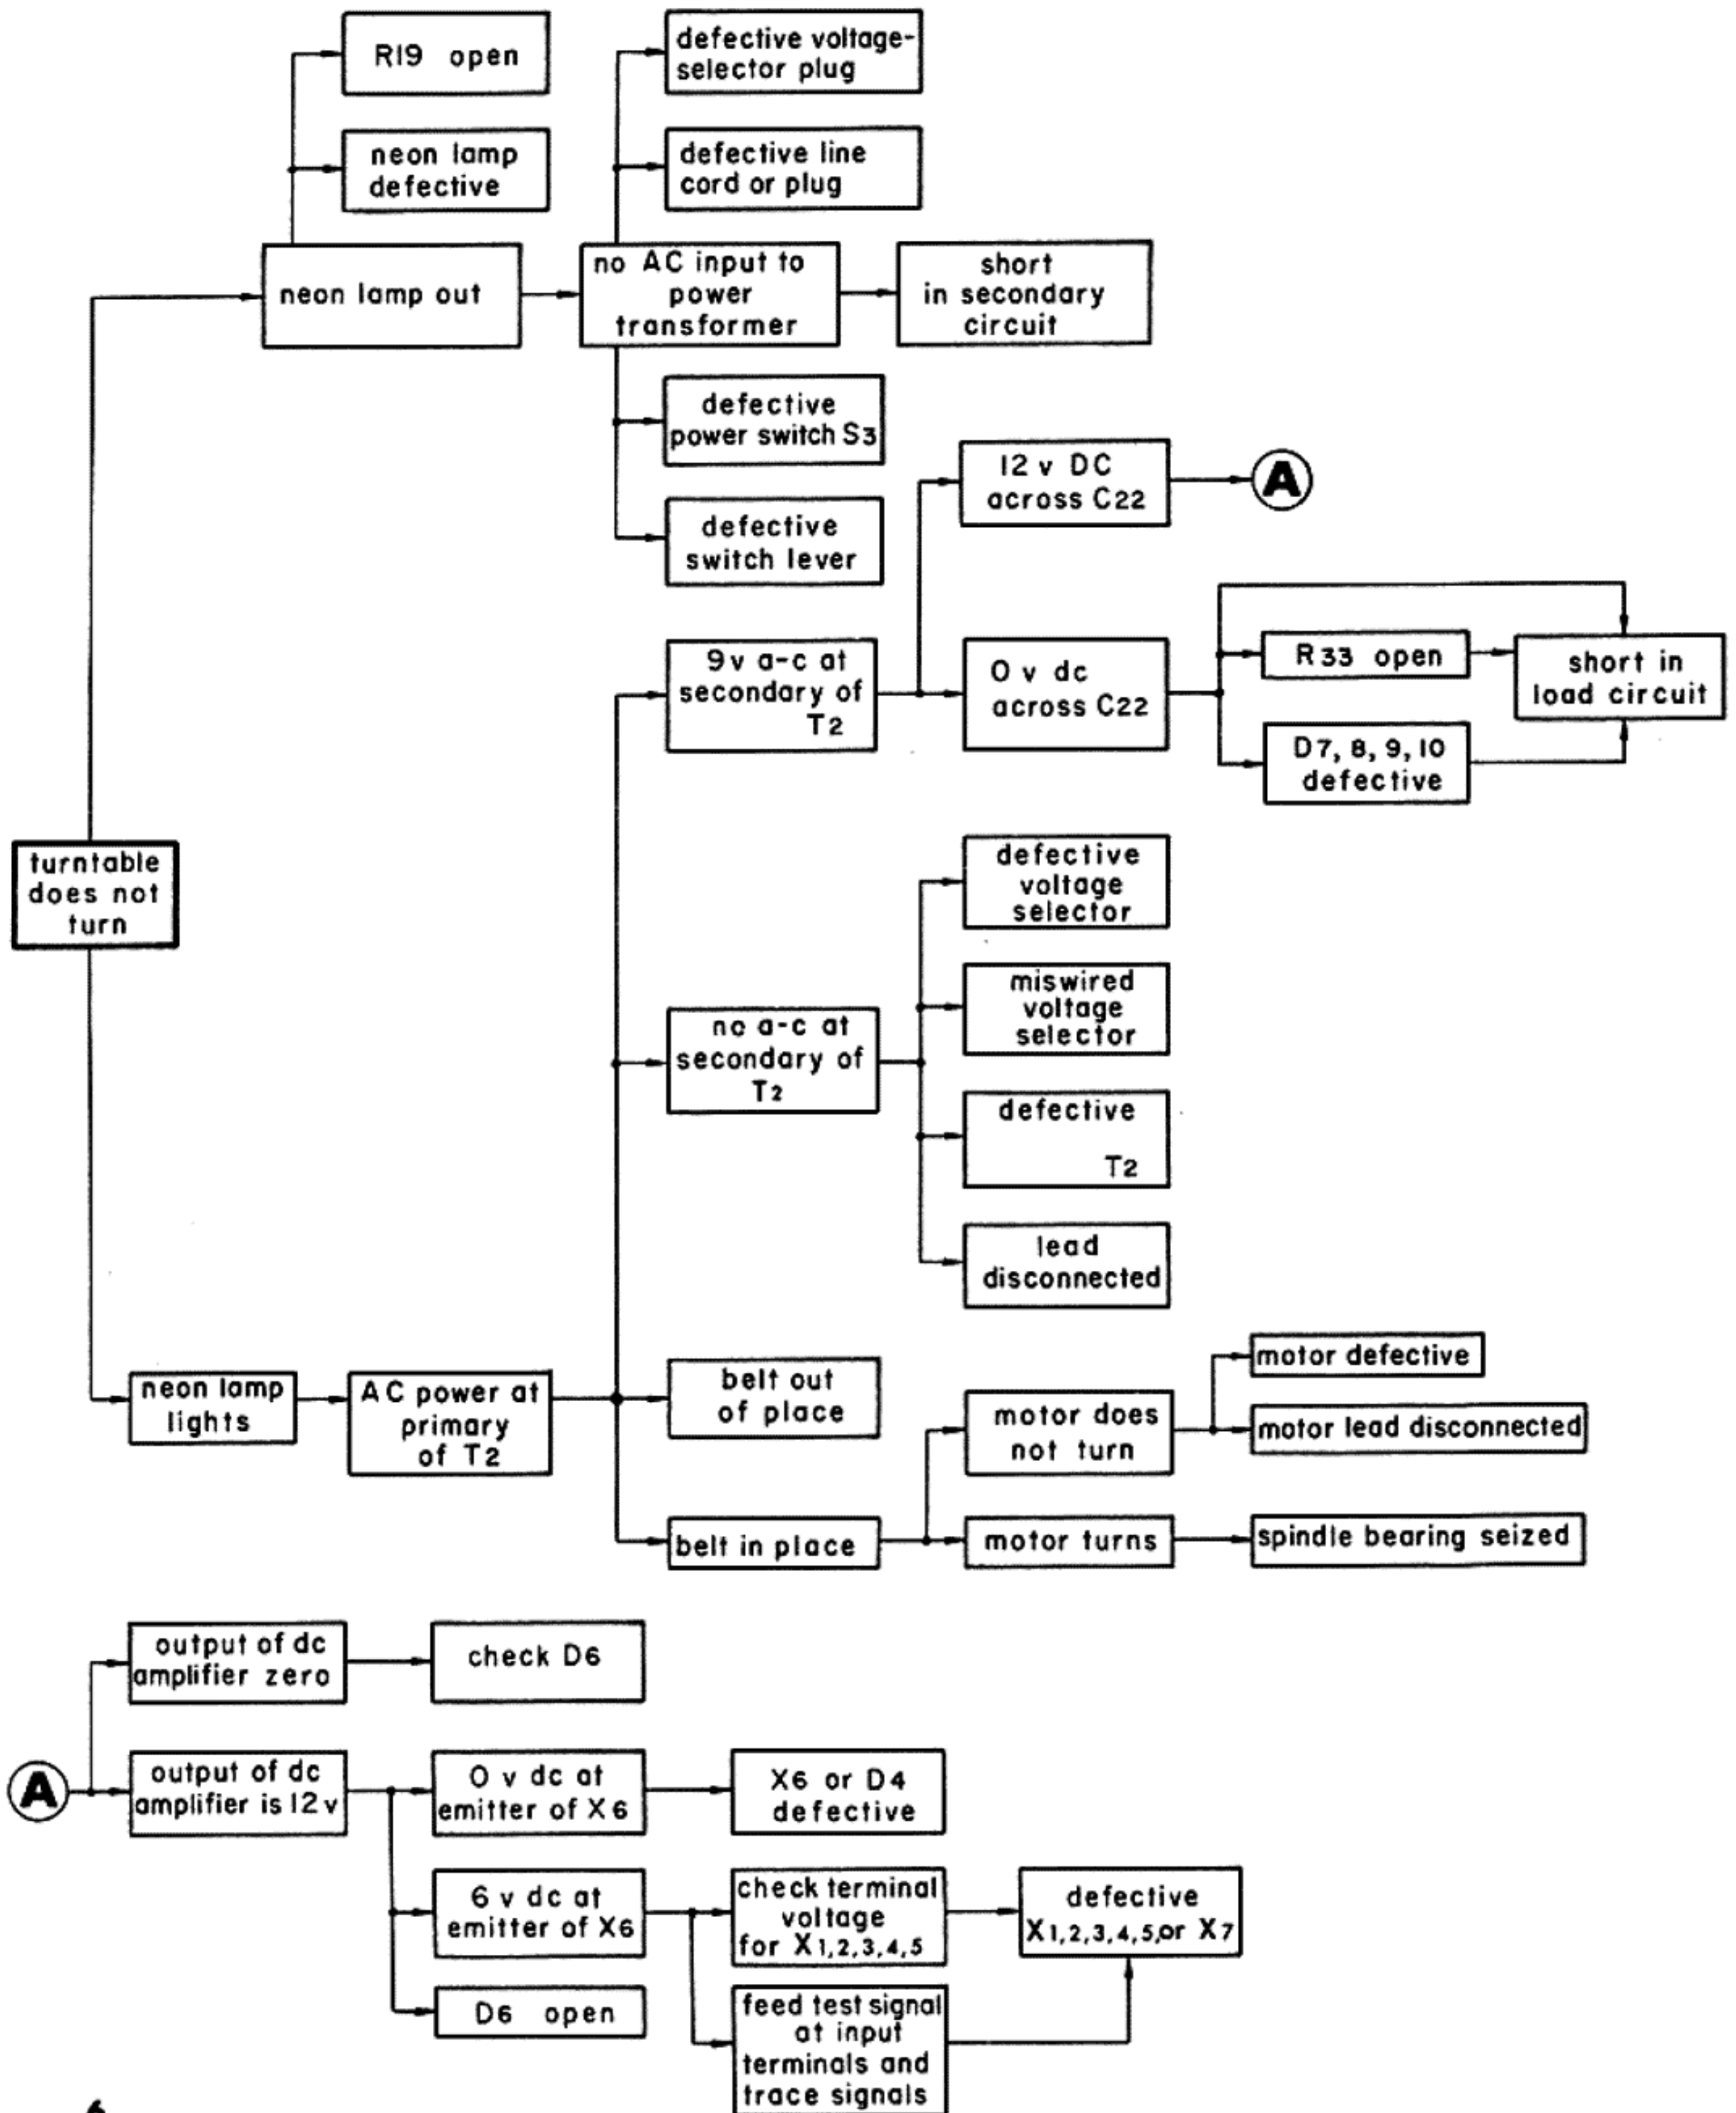 R19 open
neon lamp
defective
defective voltage-
selector plug
defective line
cord or plug
neon lamp out
no AC input to
power
transformer
short
in secondary
circuit
defective
power switch S3
defective
switch lever
12 v DC
across C22
A
9v a-c at
secondary of
T2
0 v dc
across C22
R33 open
D7, 8, 9, 10
defective
short in
load circuit
turntable
does not
turn
defective
voltage
selector
miswired
voltage
selector
no a-c at
secondary of
T2
defective
T2
lead
disconnected
neon lamp
lights
AC power at
primary
of T2
belt out
of place
belt in place
motor does
not turn
motor turns
motor defective
motor lead disconnected
spindle bearing seized
output of dc
amplifier zero
check D6
A
output of dc
amplifier is 12v
0 v dc at
emitter of X6
X6 or D4
defective
6 v dc at
emitter of X6
check terminal
voltage
for X1,2,3,4,5
defective
X1,2,3,4,5,or X7
D6 open
feed test signal
at input
terminals and
trace signals